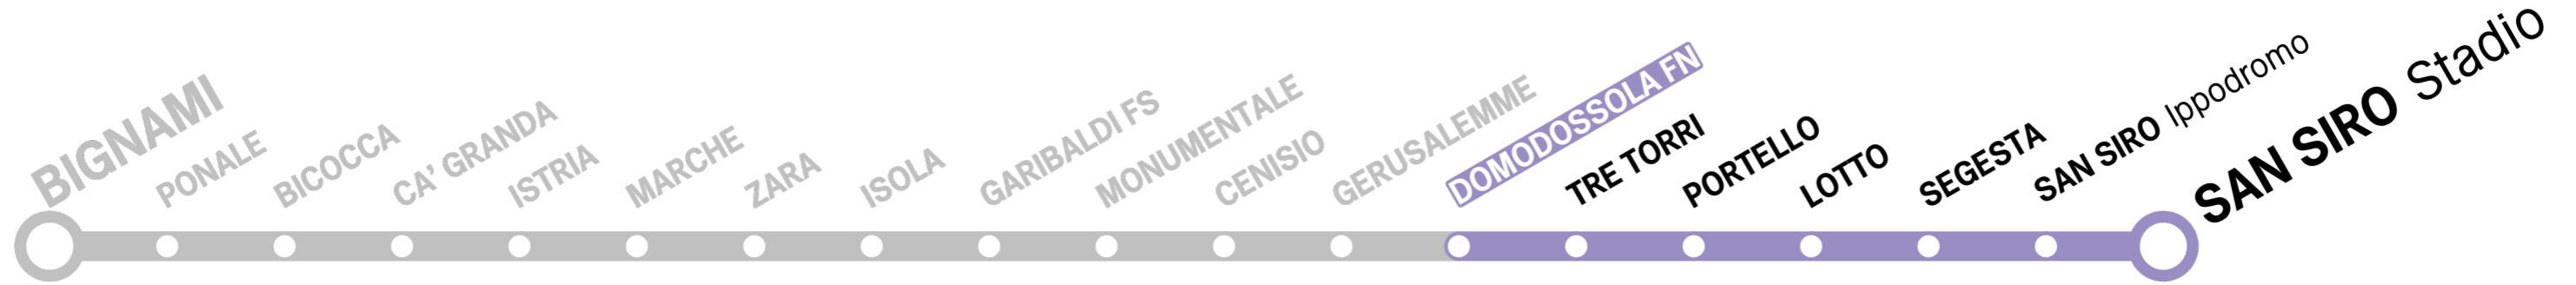 BIGNAMI
PONALE
BICOCCA
CA' GRANDA
ISTRIA
MARCHE
ZARA
ISOLA
GARIBALDI FS
MONUMENTALE
CENISIO
GERUSALEMME
DOMODOSSOLA FN
TRE TORRI
PORTELLO
LOTTO
SEGESTA
SAN SIRO Ippodromo
SAN SIRO Stadio